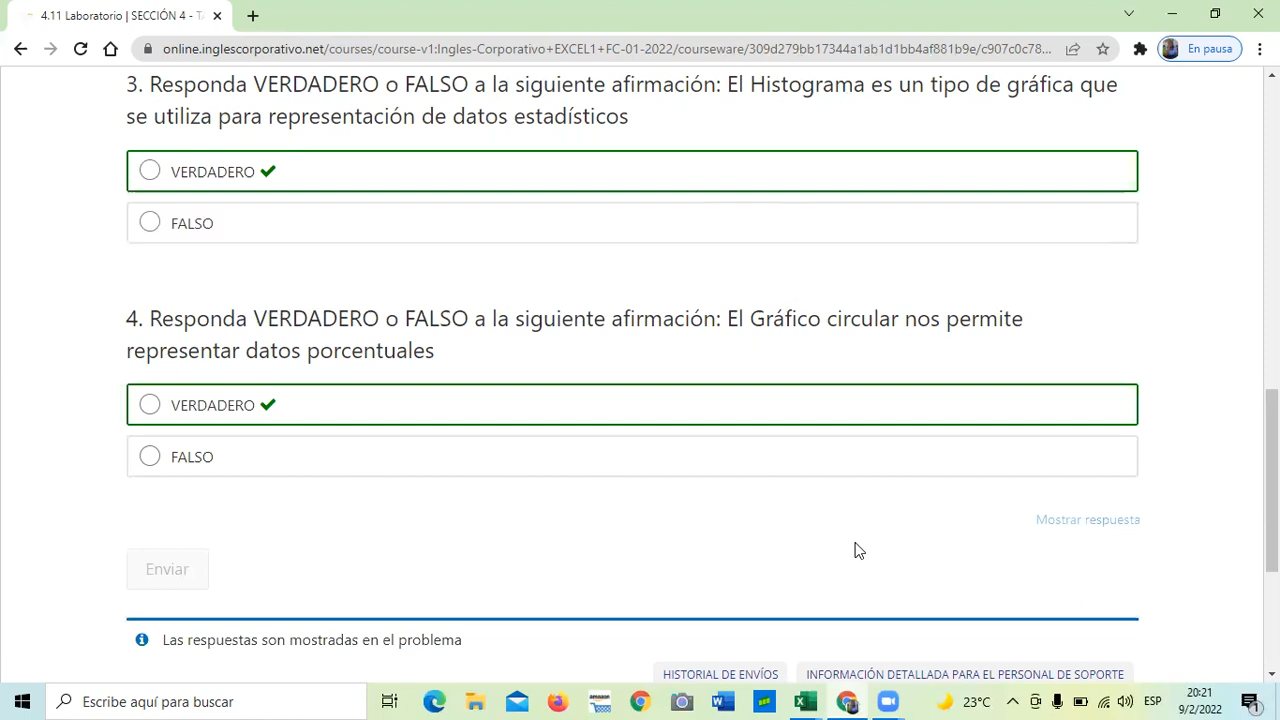 4.11 Laboratorio | SECCIÓN 4 - TA
online.inglescorporativo.net/courses/course-v1:Ingles-Corporativo+EXCEL1+FC-01-2022/courseware/309d279bb17344a1ab1d1bb4af881b9e/c907c0c78...
En pausa
3. Responda VERDADERO o FALSO a la siguiente afirmación: El Histograma es un tipo de gráfica que
se utiliza para representación de datos estadísticos
VERDADERO
FALSO
4. Responda VERDADERO o FALSO a la siguiente afirmación: El Gráfico circular nos permite
representar datos porcentuales
VERDADERO
FALSO
Mostrar respuesta
Enviar
Las respuestas son mostradas en el problema
HISTORIAL DE ENVÍOS INFORMACIÓN DETALLADA PARA EL PERSONAL DE SOPORTE
Escribe aquí para buscar
amazon
23°C
ESP
20:21
9/2/2022
1